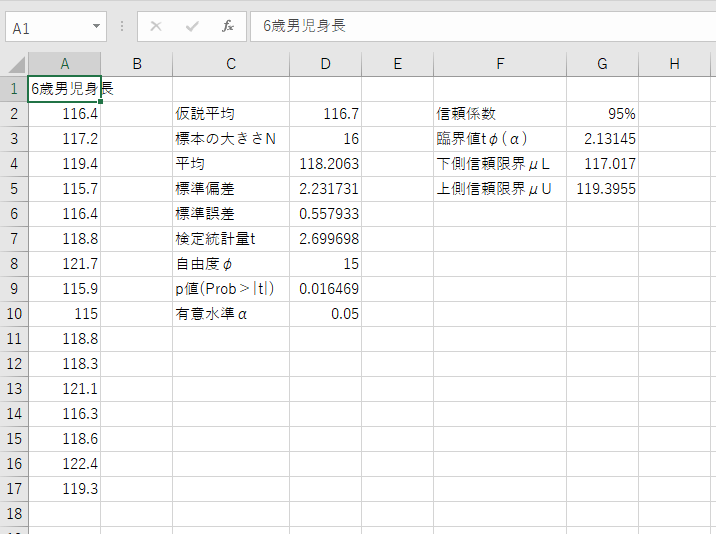 A1 fx 6歳男児身長
A B C D E F G H
1 6歳男児身長
2 116.4 仮説平均 116.7 信頼係数 95%
3 117.2 標本の大きさN 16 臨界値tφ(α) 2.13145
4 119.4 平均 118.2063 下側信頼限界μL 117.017
5 115.7 標準偏差 2.231731 上側信頼限界μU 119.3955
6 116.4 標準誤差 0.557933
7 118.8 検定統計量t 2.699698
8 121.7 自由度φ 15
9 115.9 p値(Prob＞|t|) 0.016469
10 115 有意水準α 0.05
11 118.8
12 118.3
13 121.1
14 116.3
15 118.6
16 122.4
17 119.3
18